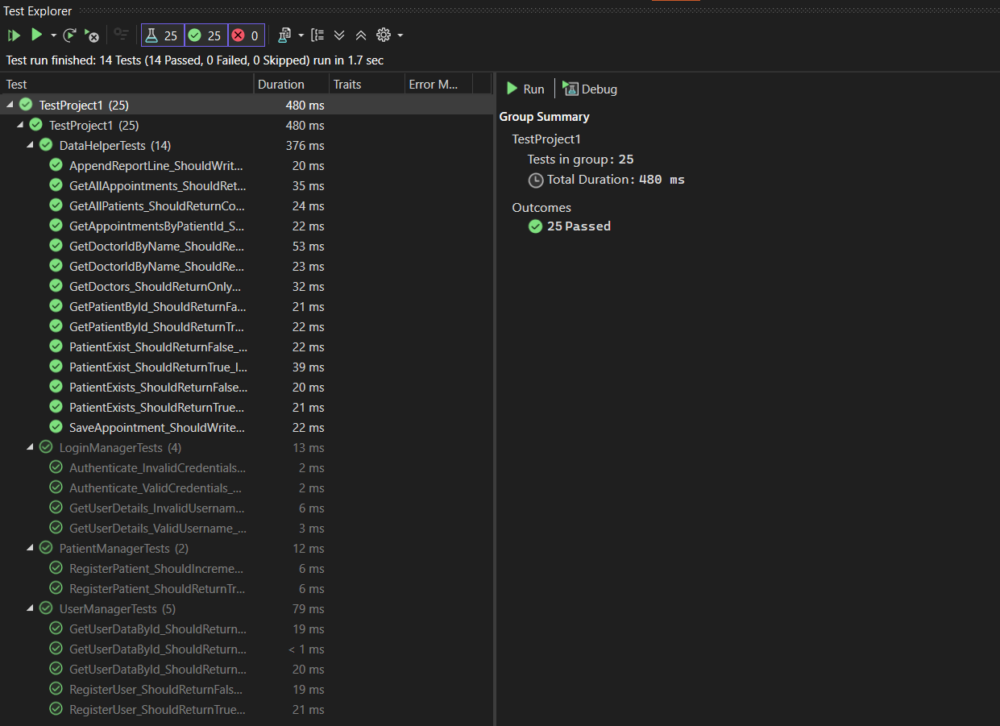 Test Explorer
25 25 0
Test run finished: 14 Tests (14 Passed, 0 Failed, 0 Skipped) run in 1.7 sec
Test Duration Traits Error M...
TestProject1 (25) 480 ms
TestProject1 (25) 480 ms
DataHelperTests (14) 376 ms
AppendReportLine_ShouldWrit... 20 ms
GetAllAppointments_ShouldRet... 35 ms
GetAllPatients_ShouldReturnCo... 24 ms
GetAppointmentsByPatientId_S... 22 ms
GetDoctorIdByName_ShouldRe... 53 ms
GetDoctorIdByName_ShouldRe... 23 ms
GetDoctors_ShouldReturnOnly... 32 ms
GetPatientById_ShouldReturnFa... 21 ms
GetPatientById_ShouldReturnTr... 22 ms
PatientExist_ShouldReturnFalse_... 22 ms
PatientExist_ShouldReturnTrue_I... 39 ms
PatientExists_ShouldReturnFalse... 20 ms
PatientExists_ShouldReturnTrue... 21 ms
SaveAppointment_ShouldWrite... 22 ms
LoginManagerTests (4) 13 ms
Authenticate_InvalidCredentials... 2 ms
Authenticate_ValidCredentials_... 2 ms
GetUserDetails_InvalidUsernam... 6 ms
GetUserDetails_ValidUsername_... 3 ms
PatientManagerTests (2) 12 ms
RegisterPatient_ShouldIncreme... 6 ms
RegisterPatient_ShouldReturnTr... 6 ms
UserManagerTests (5) 79 ms
GetUserDataById_ShouldReturn... 19 ms
GetUserDataById_ShouldReturn... < 1 ms
GetUserDataById_ShouldReturn... 20 ms
RegisterUser_ShouldReturnFals... 19 ms
RegisterUser_ShouldReturnTrue... 21 ms
Run Debug
Group Summary
TestProject1
Tests in group: 25
Total Duration: 480 ms
Outcomes
25 Passed